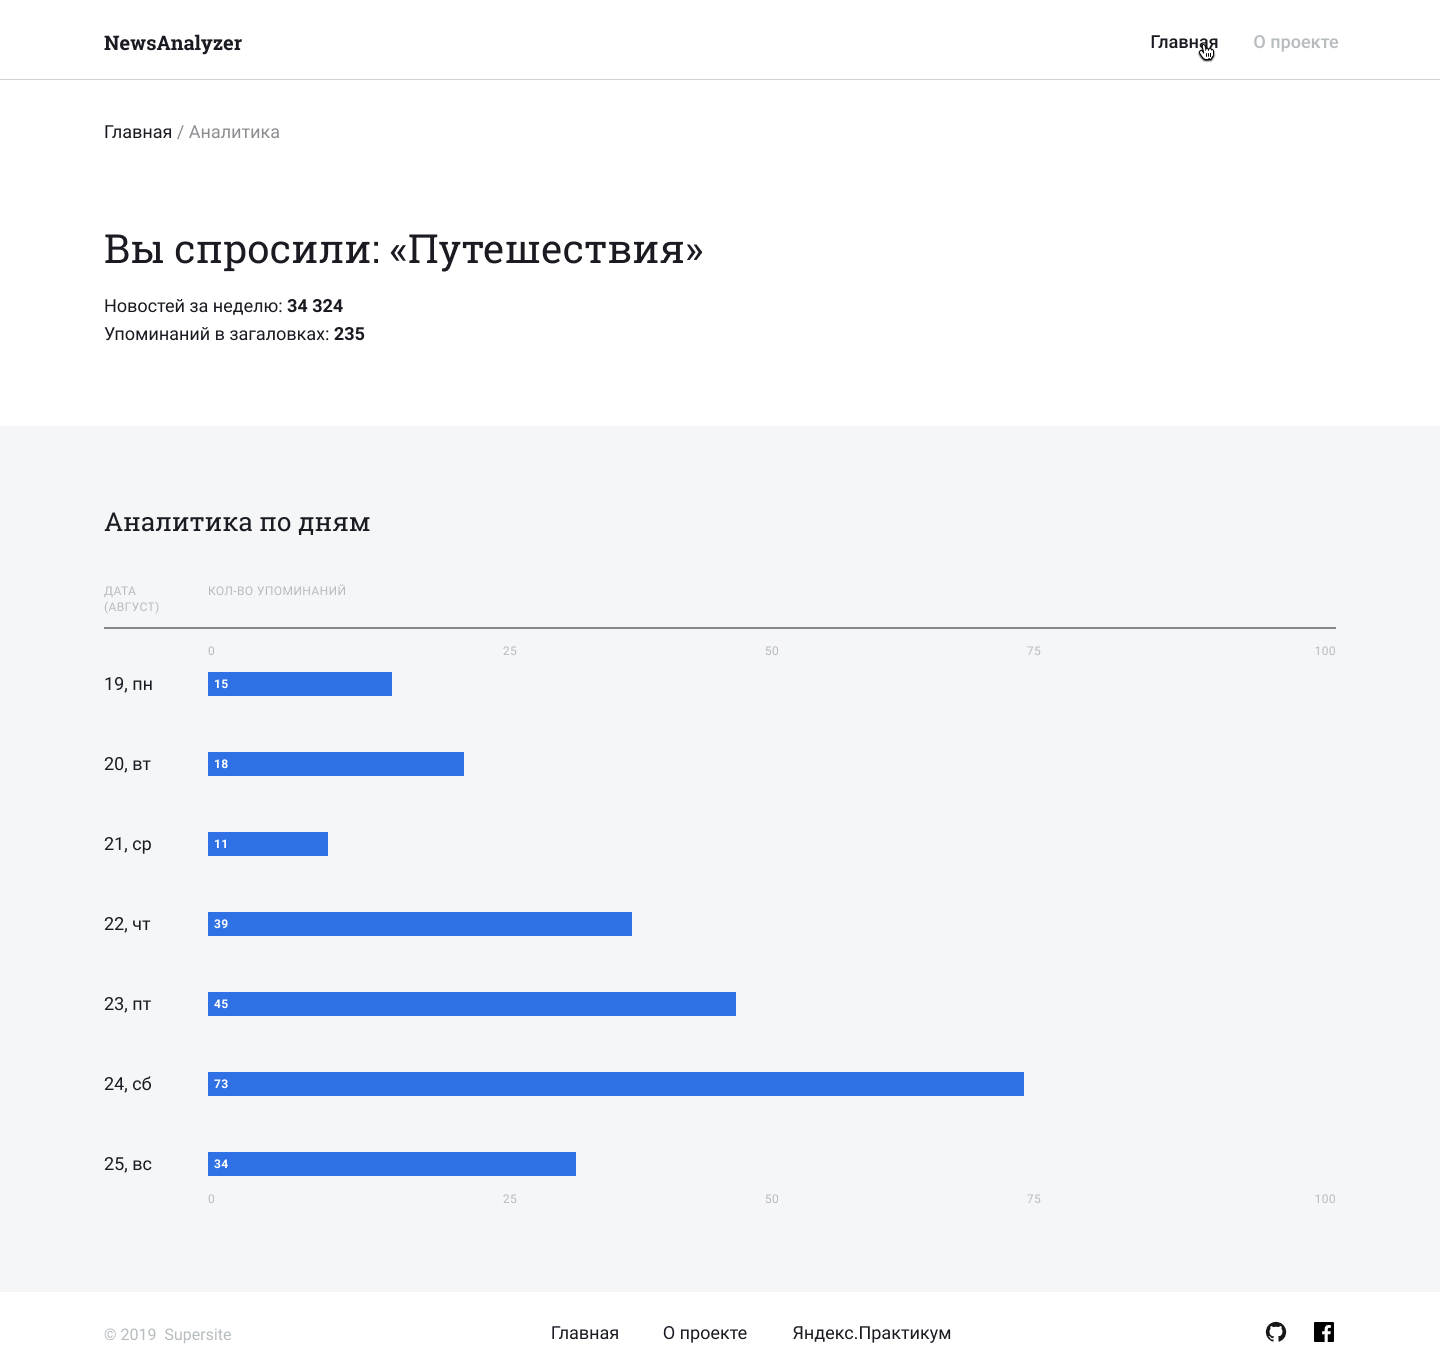 NewsAnalyzer
Главная
О проекте
Главная / Аналитика
Вы спросили: «Путешествия»
Новостей за неделю: 34 324
Упоминаний в загаловках: 235
Аналитика по дням
ДАТА
(АВГУСТ)
КОЛ-ВО УПОМИНАНИЙ
0 25 50 75 100
19, пн 15
20, вт 18
21, ср 11
22, чт 39
23, пт 45
24, сб 73
25, вс 34
0 25 50 75 100
© 2019 Supersite
Главная
О проекте
Яндекс.Практикум